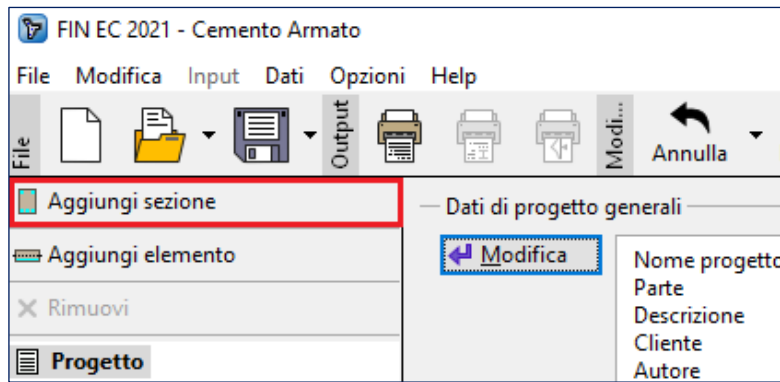 FIN EC 2021 - Cemento Armato
File Modifica Input Dati Opzioni Help
File
Output
Modi...
Annulla
Aggiungi sezione
Aggiungi elemento
Rimuovi
Progetto
Dati di progetto generali
Modifica
Nome progetto
Parte
Descrizione
Cliente
Autore